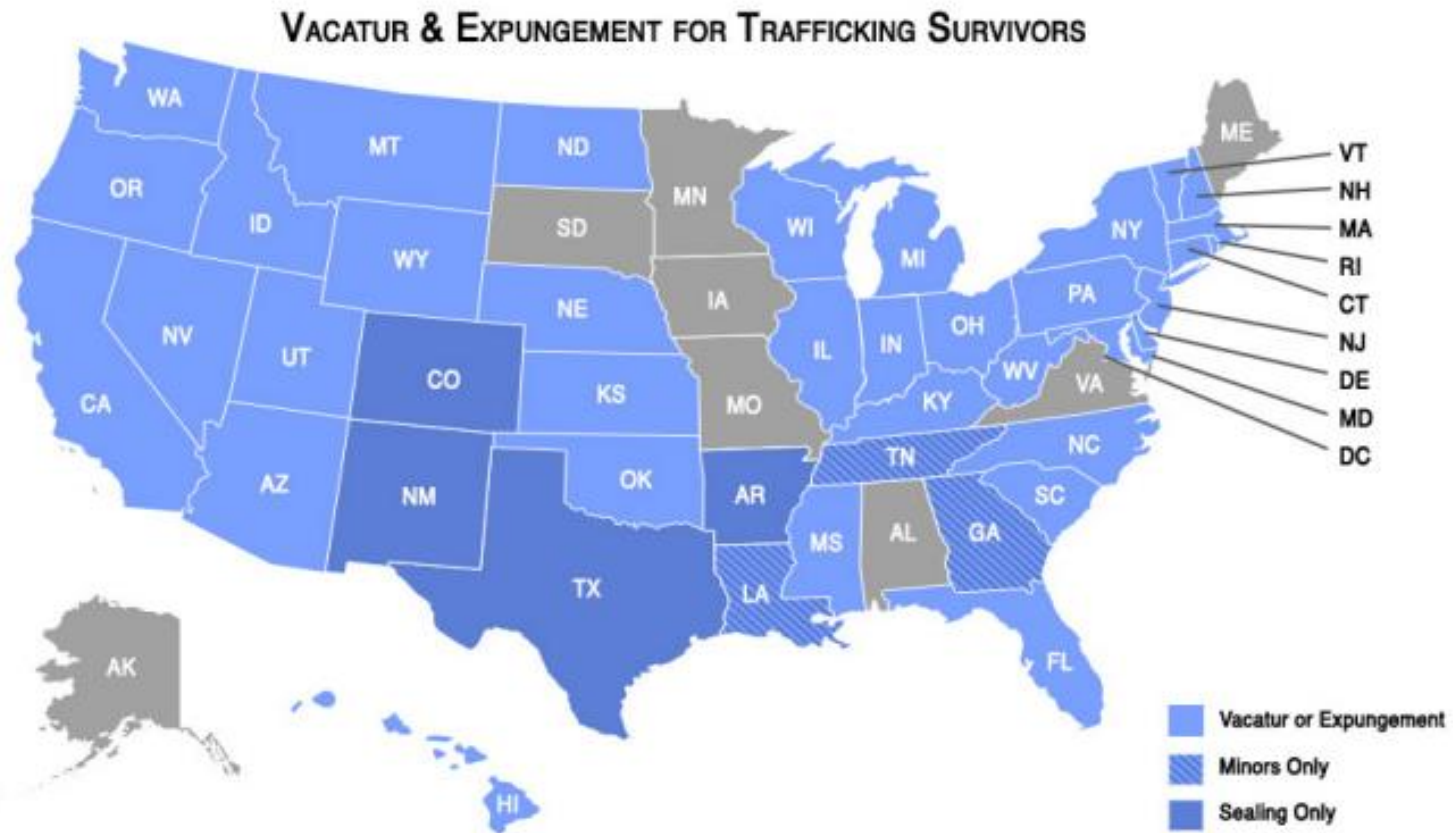 VACATUR & EXPUNGEMENT FOR TRAFFICKING SURVIVORS
WA
MT
ND
MN
ME
VT
OR
ID
SD
WI
MI
NY
NH
MA
WY
RI
IA
PA
CT
NE
NV
UT
IL
IN
OH
NJ
CO
WV
VA
DE
CA
KS
MO
KY
MD
NC
DC
TN
AZ
NM
OK
AR
SC
MS
AL
GA
TX
LA
FL
AK
HI
Vacatur or Expungement
Minors Only
Sealing Only